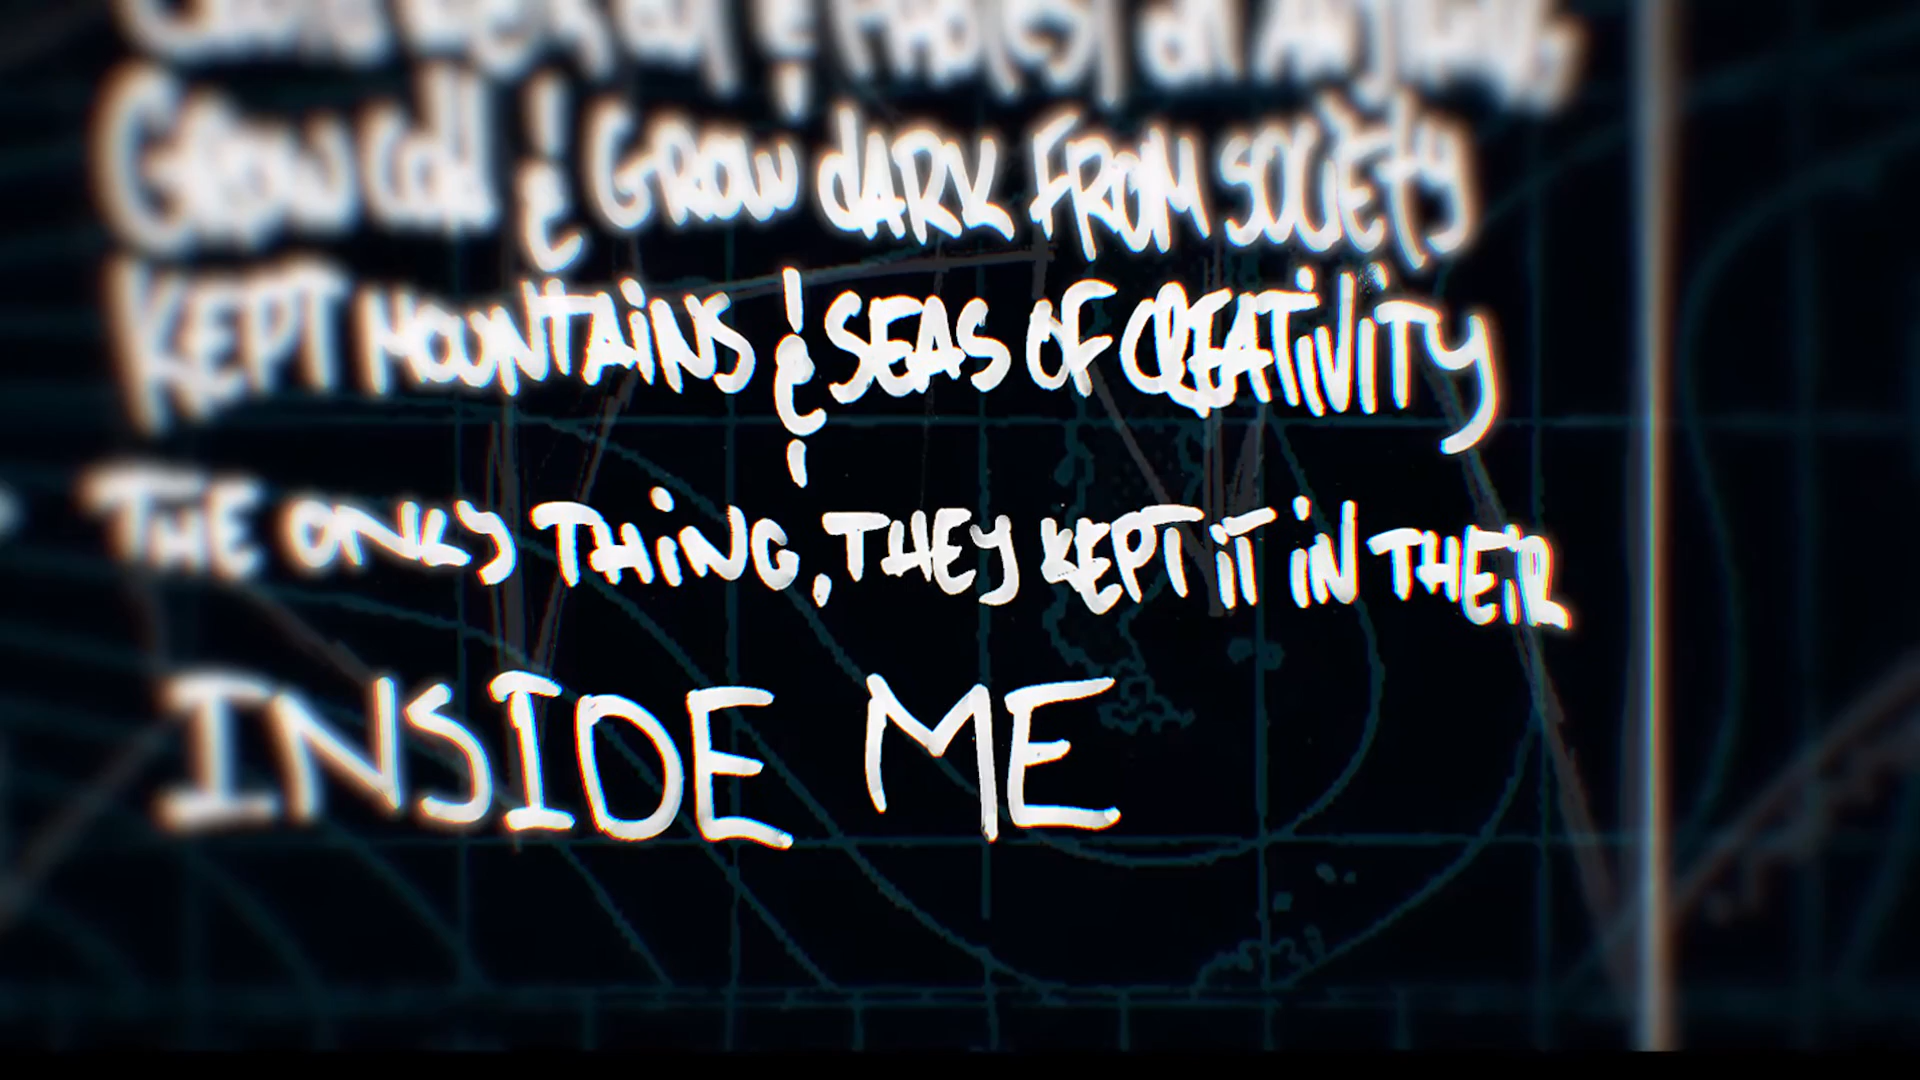 & PROTEST
GROW COLD & GROW DARK FROM SOCIETY
KEPT MOUNTAINS & SEAS OF CREATIVITY
THE ONLY THING, THEY KEPT IT IN THEIR
INSIDE ME